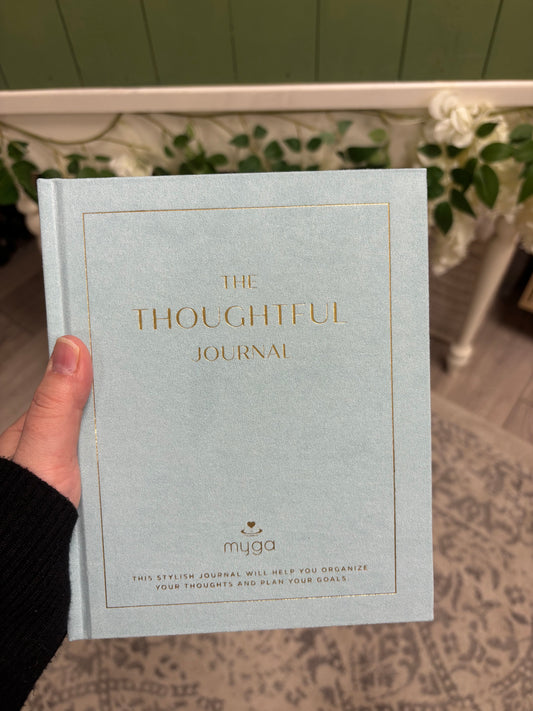 THE
THOUGHTFUL
JOURNAL
myga
THIS STYLISH JOURNAL WILL HELP YOU ORGANIZE
YOUR THOUGHTS AND PLAN YOUR GOALS.